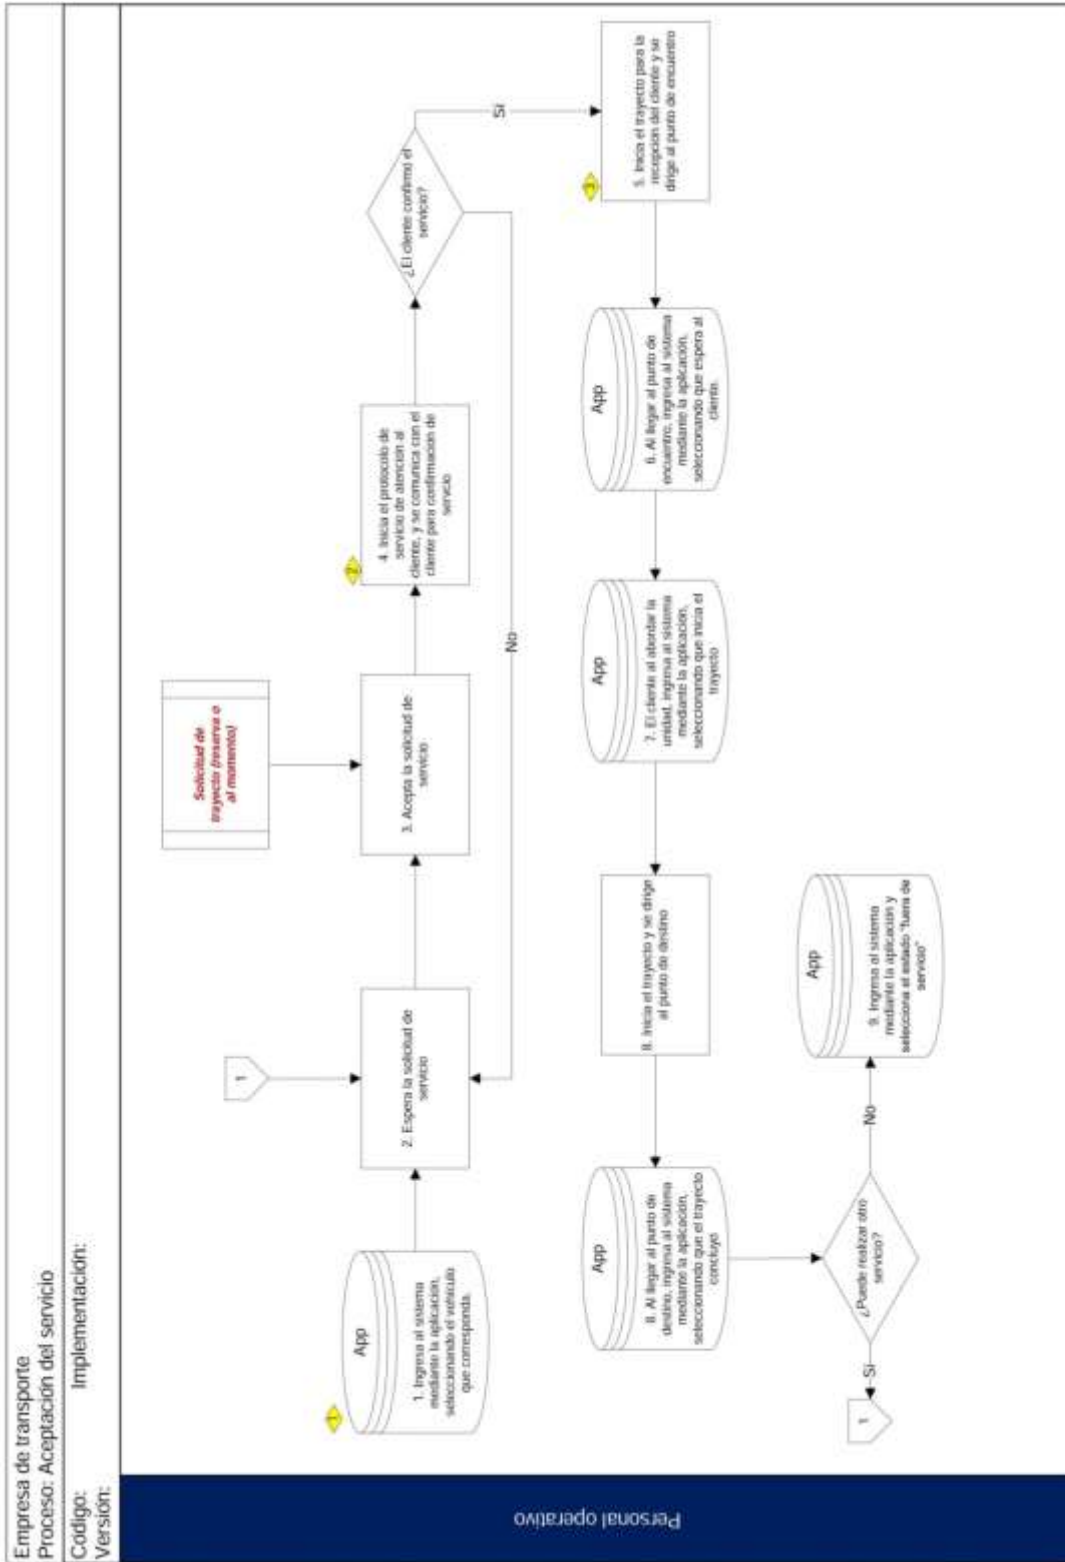 Empresa de transporte
Proceso: Aceptación del servicio
Código:
Implementación:
Versión:
Personal operativo
1
App
1. Ingresa al sistema
mediante la aplicación,
seleccionando el vehículo
que corresponda.
1
2. Espera la solicitud de
servicio
Solicitud de
trayecto (reserva o
al momento)
3. Acepta la solicitud de
servicio
2
4. Inicia el protocolo de
servicio de atención al
cliente, y se comunica con el
cliente para confirmación de
servicio
¿El cliente confirmó el
servicio?
No
Sí
3
5. Inicia el trayecto para la
recepción del cliente y se
dirige al punto de encuentro
App
6. Al llegar al punto de
encuentro, ingresa al sistema
mediante la aplicación,
seleccionando que espera al
cliente.
App
7. El cliente al abordar la
unidad, ingresa al sistema
mediante la aplicación,
seleccionando que inicia el
trayecto
8. Inicia el trayecto y se dirige
al punto de destino
App
8. Al llegar al punto de
destino, ingresa al sistema
mediante la aplicación,
seleccionando que el trayecto
concluyó
¿Puede realizar otro
servicio?
Sí
1
No
App
9. Ingresa al sistema
mediante la aplicación y
selecciona el estado "fuera de
servicio"